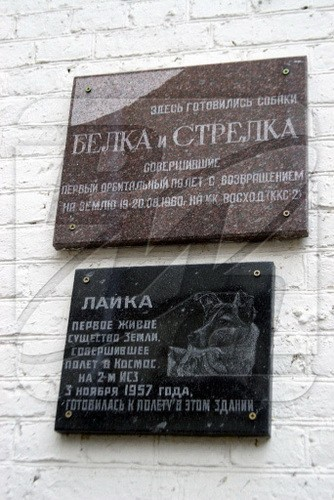 ЗДЕСЬ ГОТОВИЛИСЬ СОБАКИ
БЕЛКА И СТРЕЛКА
СОВЕРШИВШИЕ
ПЕРВЫЙ ОРБИТАЛЬНЫЙ ПОЛЕТ С ВОЗВРАЩЕНИЕМ
НА ЗЕМЛЮ 19-20.08.1960г. НА КК ВОСХОД (ККС-2)
ЛАЙКА
ПЕРВОЕ ЖИВОЕ
СУЩЕСТВО ЗЕМЛИ,
СОВЕРШИВШЕЕ
ПОЛЕТ В КОСМОС
НА 2-М ИСЗ
3 НОЯБРЯ 1957 ГОДА,
ГОТОВИЛАСЬ К ПОЛЕТУ В ЭТОМ ЗДАНИИ